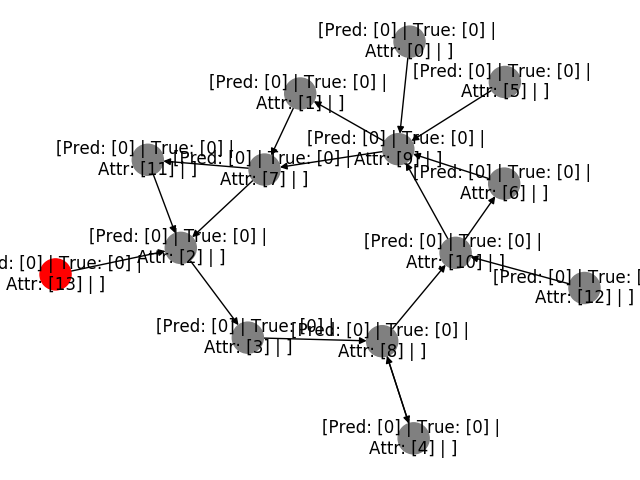 [Pred: [0] | True: [0] |
Attr: [0] | ]
[Pred: [0] | True: [0] |
Attr: [5] | ]
[Pred: [0] | True: [0] |
Attr: [1] | ]
[Pred: [0] | True: [0] |
Attr: [9] | ]
[Pred: [0] | True: [0] |
Attr: [11] | ]
[Pred: [0] | True: [0] |
Attr: [7] | ]
[Pred: [0] | True: [0] |
Attr: [6] | ]
[Pred: [0] | True: [0] |
Attr: [2] | ]
[Pred: [0] | True: [0] |
Attr: [10] | ]
d: [0] | True: [0] |
Attr: [13] | ]
[Pred: [0] | True: [0] |
Attr: [12] | ]
[Pred: [0] | True: [0] |
Attr: [3] | ]
[Pred: [0] | True: [0] |
Attr: [8] | ]
[Pred: [0] | True: [0] |
Attr: [4] | ]